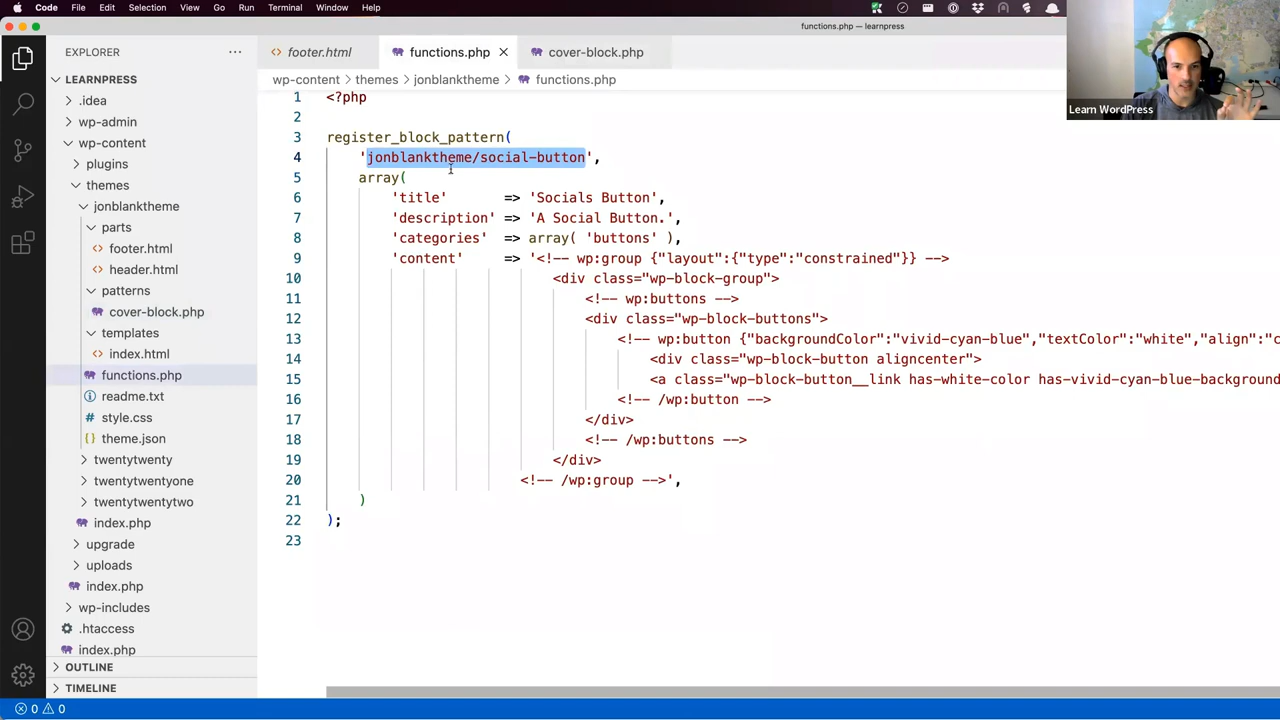 Code File Edit Selection View Go Run Terminal Window Help
functions.php — learnpress
EXPLORER
footer.html
functions.php
cover-block.php
LEARNPRESS
wp-content > themes > jonblanktheme > functions.php
.idea
wp-admin
wp-content
plugins
themes
jonblanktheme
parts
footer.html
header.html
patterns
cover-block.php
templates
index.html
functions.php
readme.txt
style.css
theme.json
twentytwenty
twentytwentyone
twentytwentytwo
index.php
upgrade
uploads
index.php
wp-includes
.htaccess
index.php
OUTLINE
TIMELINE
1 <?php
2
3 register_block_pattern(
4 'jonblanktheme/social-button',
5 array(
6 'title' => 'Socials Button',
7 'description' => 'A Social Button.',
8 'categories' => array( 'buttons' ),
9 'content' => '<!-- wp:group {"layout":{"type":"constrained"}} -->
10 <div class="wp-block-group">
11 <!-- wp:buttons -->
12 <div class="wp-block-buttons">
13 <!-- wp:button {"backgroundColor":"vivid-cyan-blue","textColor":"white","align":"c
14 <div class="wp-block-button aligncenter">
15 <a class="wp-block-button__link has-white-color has-vivid-cyan-blue-background
16 <!-- /wp:button -->
17 </div>
18 <!-- /wp:buttons -->
19 </div>
20 <!-- /wp:group -->',
21 )
22 );
23
Learn WordPress
0 0